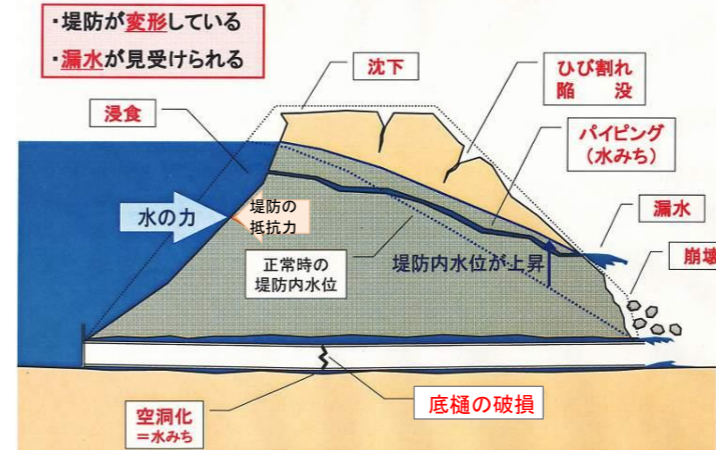 ・堤防が変形している
・漏水が見受けられる
沈下
ひび割れ
陥　没
浸食
パイピング
（水みち）
水の力
堤防の
抵抗力
漏水
正常時の
堤防内水位
堤防内水位が上昇
崩壊
空洞化
＝水みち
底樋の破損